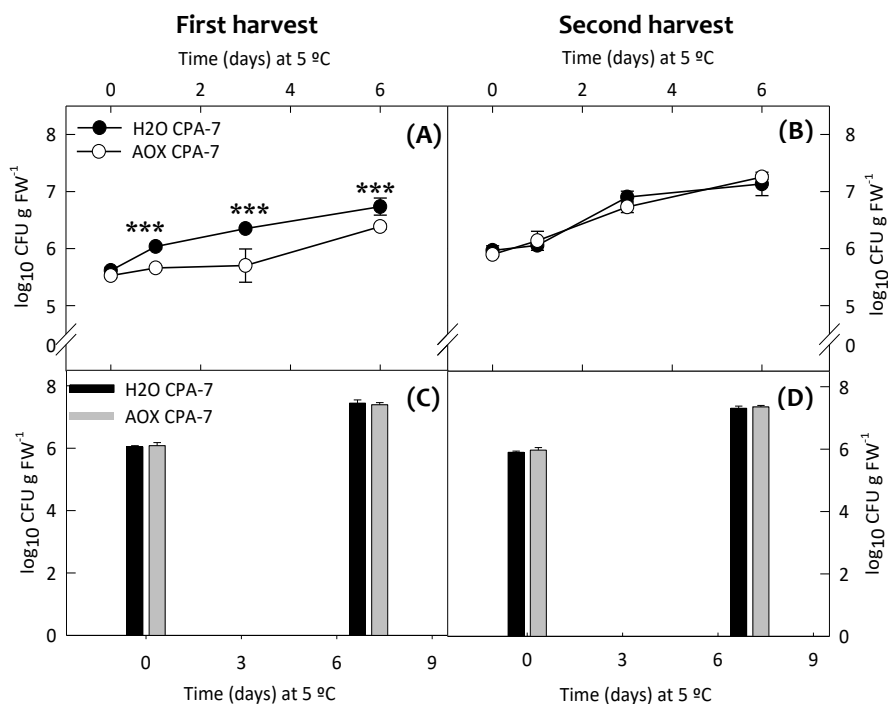 First harvest
Second harvest
Time (days) at 5 ºC
Time (days) at 5 ºC
0 2 4 6
0 2 4 6
H2O CPA-7
AOX CPA-7
(A)
(B)
***
***
***
8
7
6
5
0
log10 CFU g FW-1
8
7
6
5
0
log10 CFU g FW-1
H2O CPA-7
AOX CPA-7
(C)
(D)
8
6
4
2
0
log10 CFU g FW-1
8
6
4
2
0
log10 CFU g FW-1
0 3 6 9
0 3 6 9
Time (days) at 5 ºC
Time (days) at 5 ºC